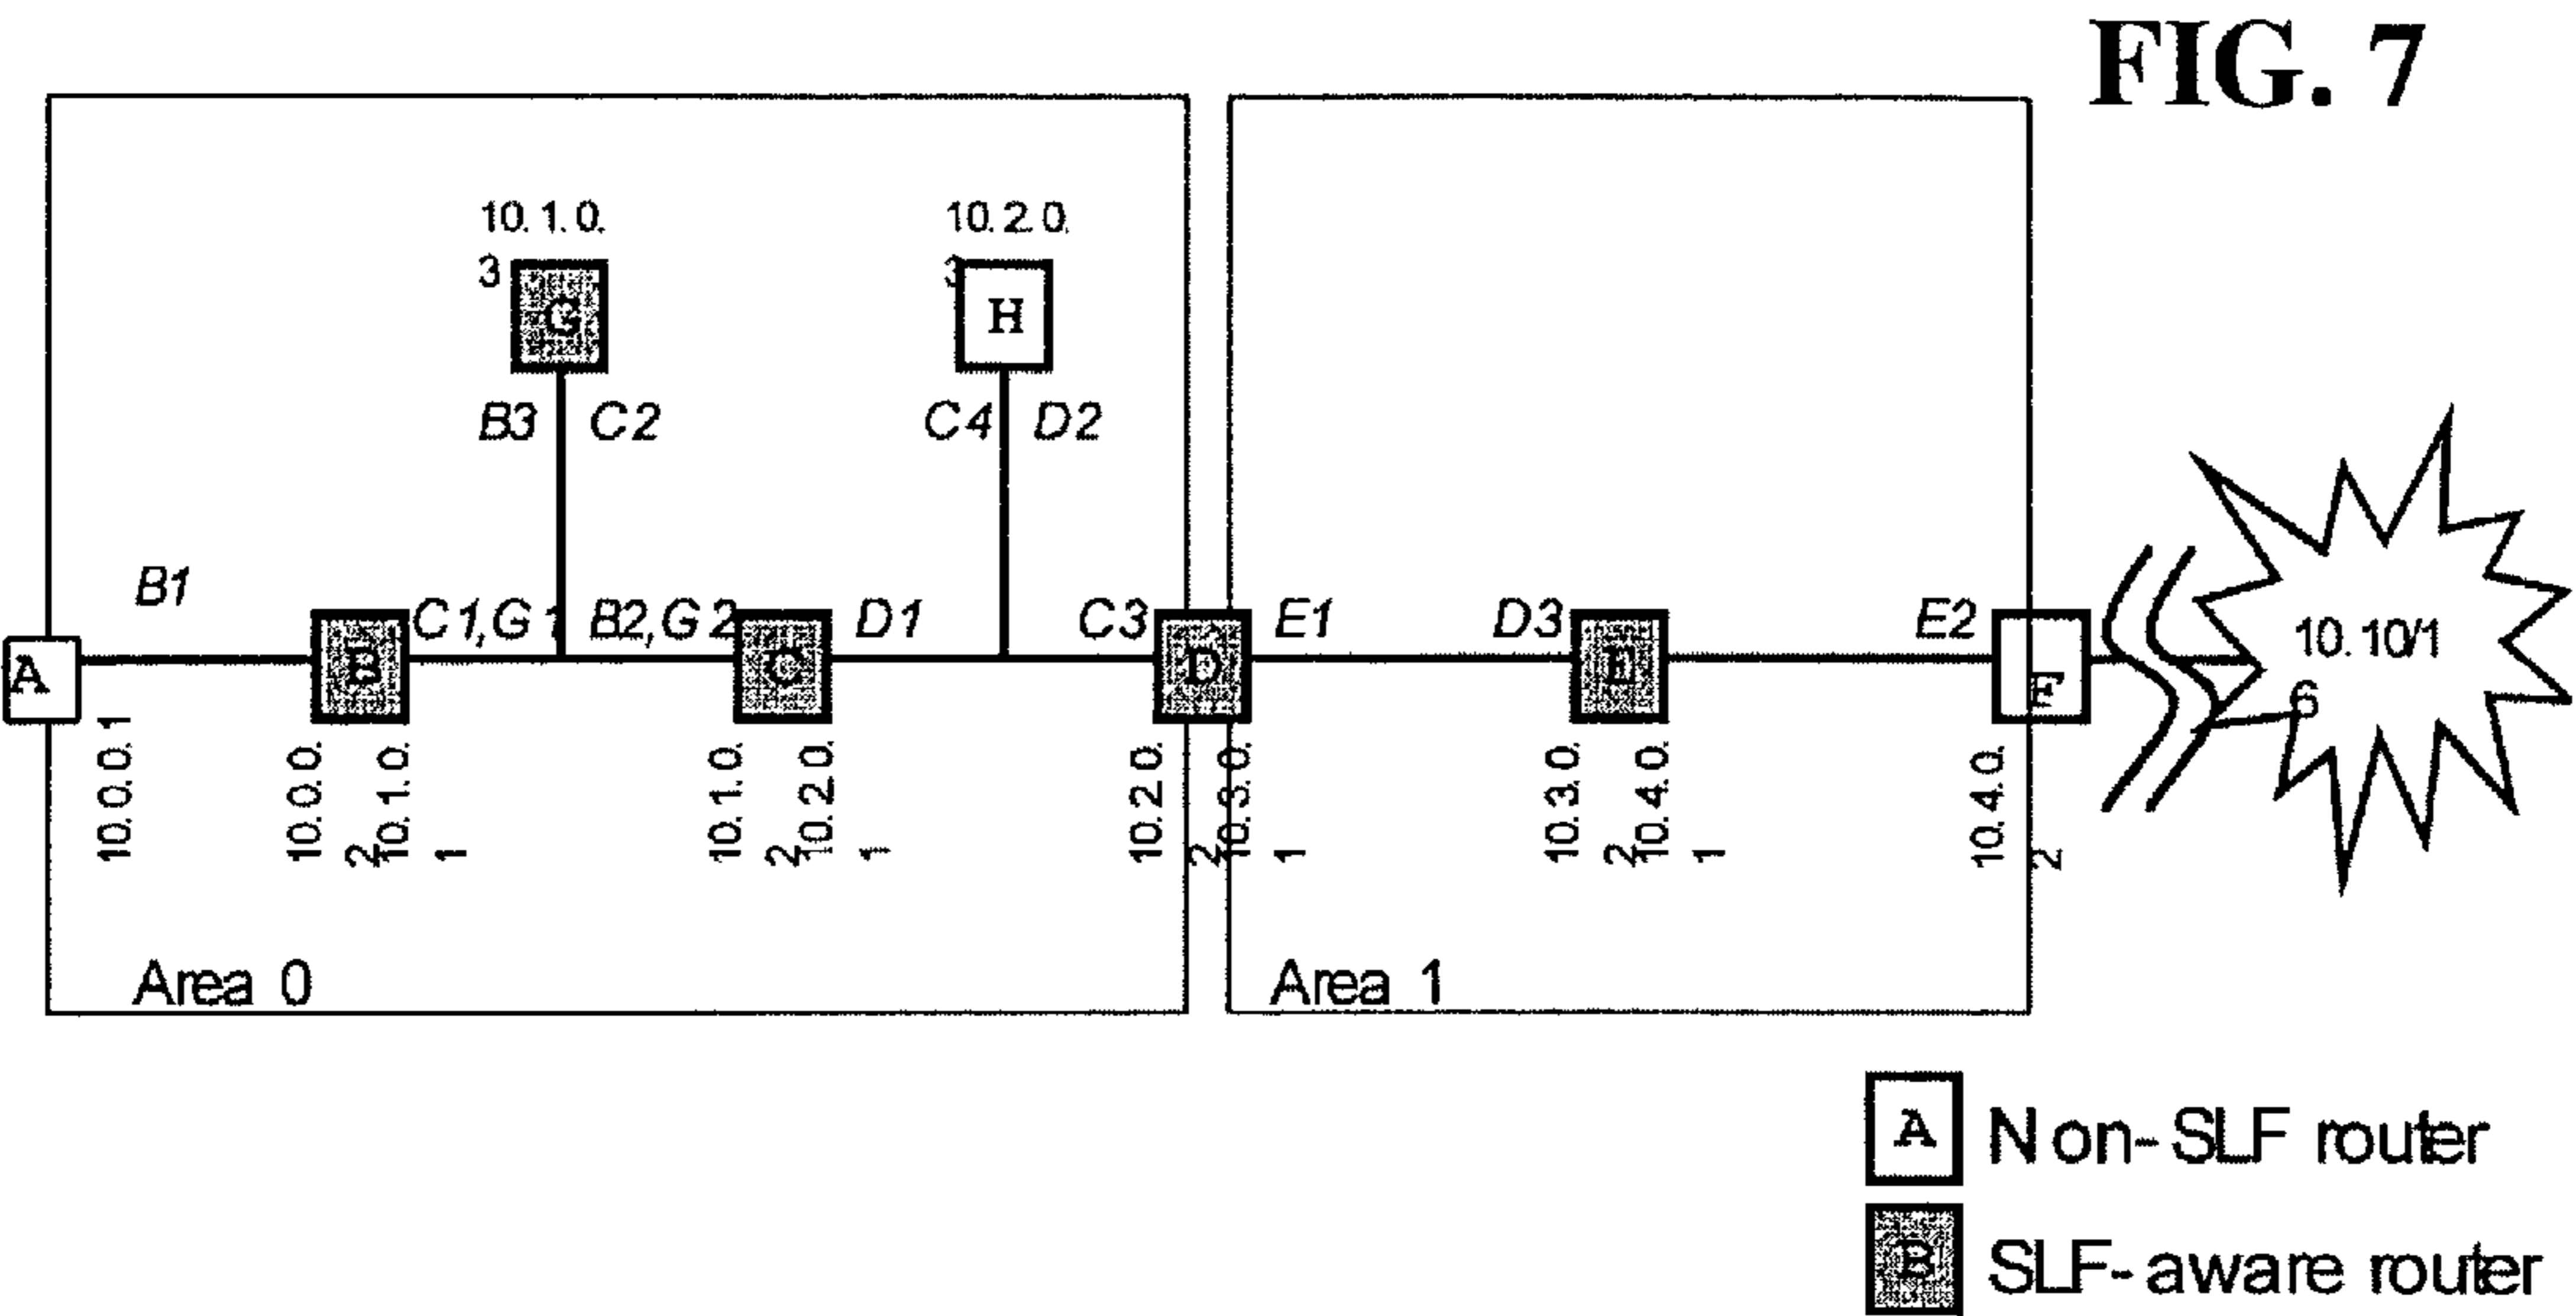 FIG. 7
10.1.0.
3
10.2.0.
3
G
H
B3
C2
C4
D2
B1
C1,G1
B2,G2
D1
C3
E1
D3
E2
A
B
C
D
E
F
10.10/1
6
10.0.0.1
10.0.0.
2
10.1.0.
1
10.1.0.
2
10.2.0.
1
10.2.0.
2
10.3.0.
1
10.3.0.
2
10.4.0.
1
10.4.0.
2
Area 0
Area 1
A Non-SLF router
B SLF-aware router